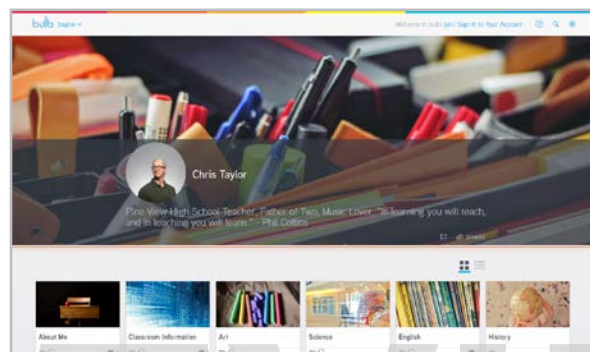 bulb English
Welcome to bulb! Join / Sign In to Your Account
Chris Taylor
Pine View High School Teacher, Father of Two, Music Lover. "In learning you will teach,
and in teaching you will learn." - Phil Collins
Share
About Me
Classroom Information
Art
Science
English
History